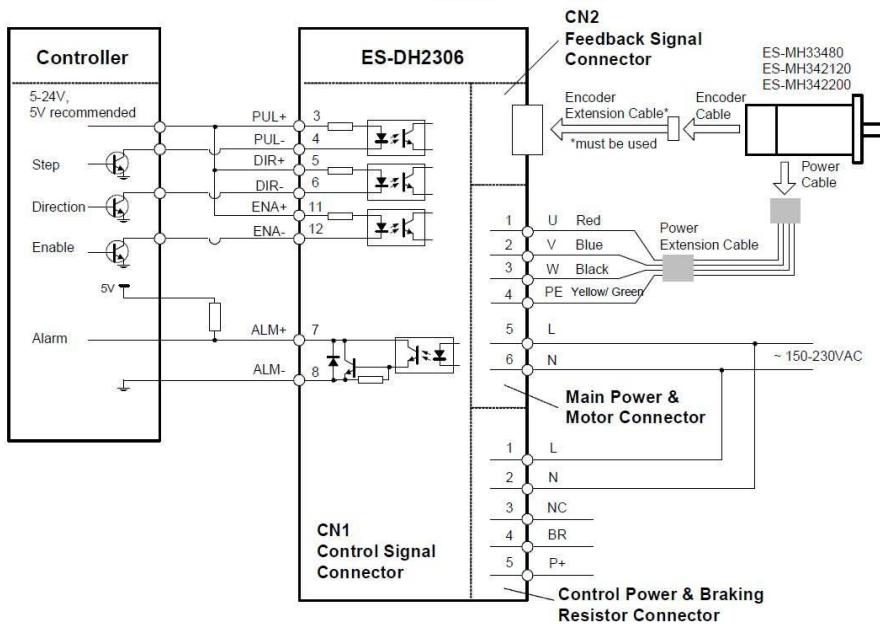 Controller
5-24V,
5V recommended
Step
Direction
Enable
5V
Alarm
PUL+ 3
PUL- 4
DIR+ 5
DIR- 6
ENA+ 11
ENA- 12
ALM+ 7
ALM- 8
ES-DH2306
CN1
Control Signal
Connector
CN2
Feedback Signal
Connector
Encoder
Extension Cable*
*must be used
Encoder
Cable
ES-MH33480
ES-MH342120
ES-MH342200
Power
Cable
Power
Extension Cable
1 U Red
2 V Blue
3 W Black
4 PE Yellow/ Green
5 L
6 N
~ 150-230VAC
Main Power &
Motor Connector
1 L
2 N
3 NC
4 BR
5 P+
Control Power & Braking
Resistor Connector